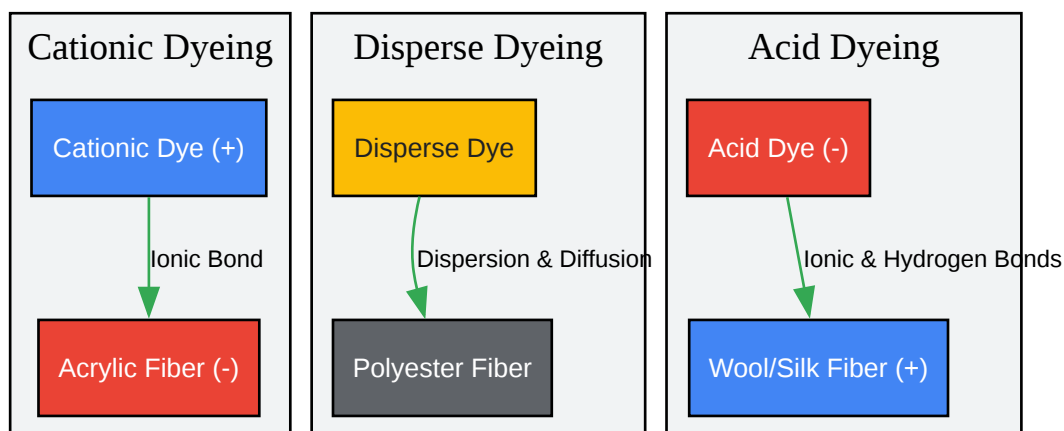 Cationic Dyeing
Cationic Dye (+)
Ionic Bond
Acrylic Fiber (-)
Disperse Dyeing
Disperse Dye
Dispersion & Diffusion
Polyester Fiber
Acid Dyeing
Acid Dye (-)
Ionic & Hydrogen Bonds
Wool/Silk Fiber (+)